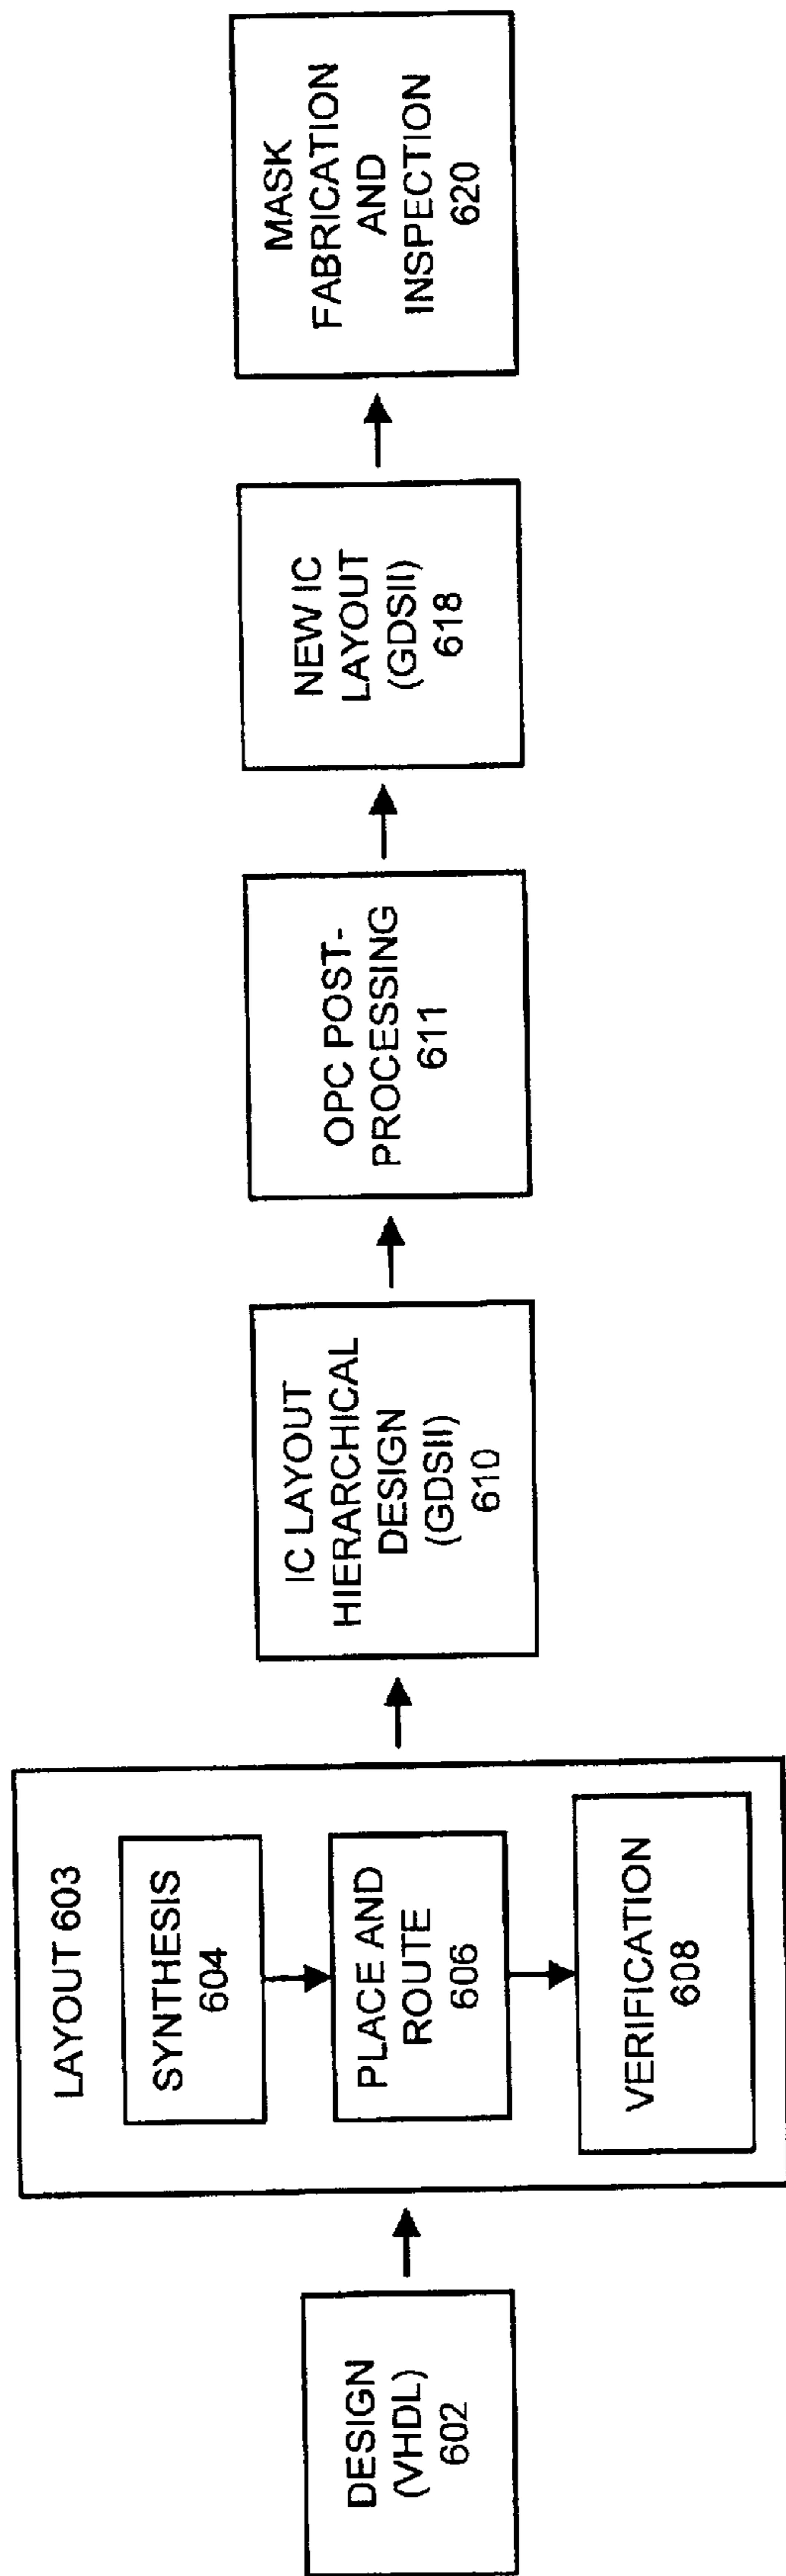 DESIGN
(VHDL)
602
LAYOUT 603
SYNTHESIS
604
PLACE AND
ROUTE
606
VERIFICATION
608
IC LAYOUT
HIERARCHICAL
DESIGN
(GDSII)
610
OPC POST-
PROCESSING
611
NEW IC
LAYOUT
(GDSII)
618
MASK
FABRICATION
AND
INSPECTION
620